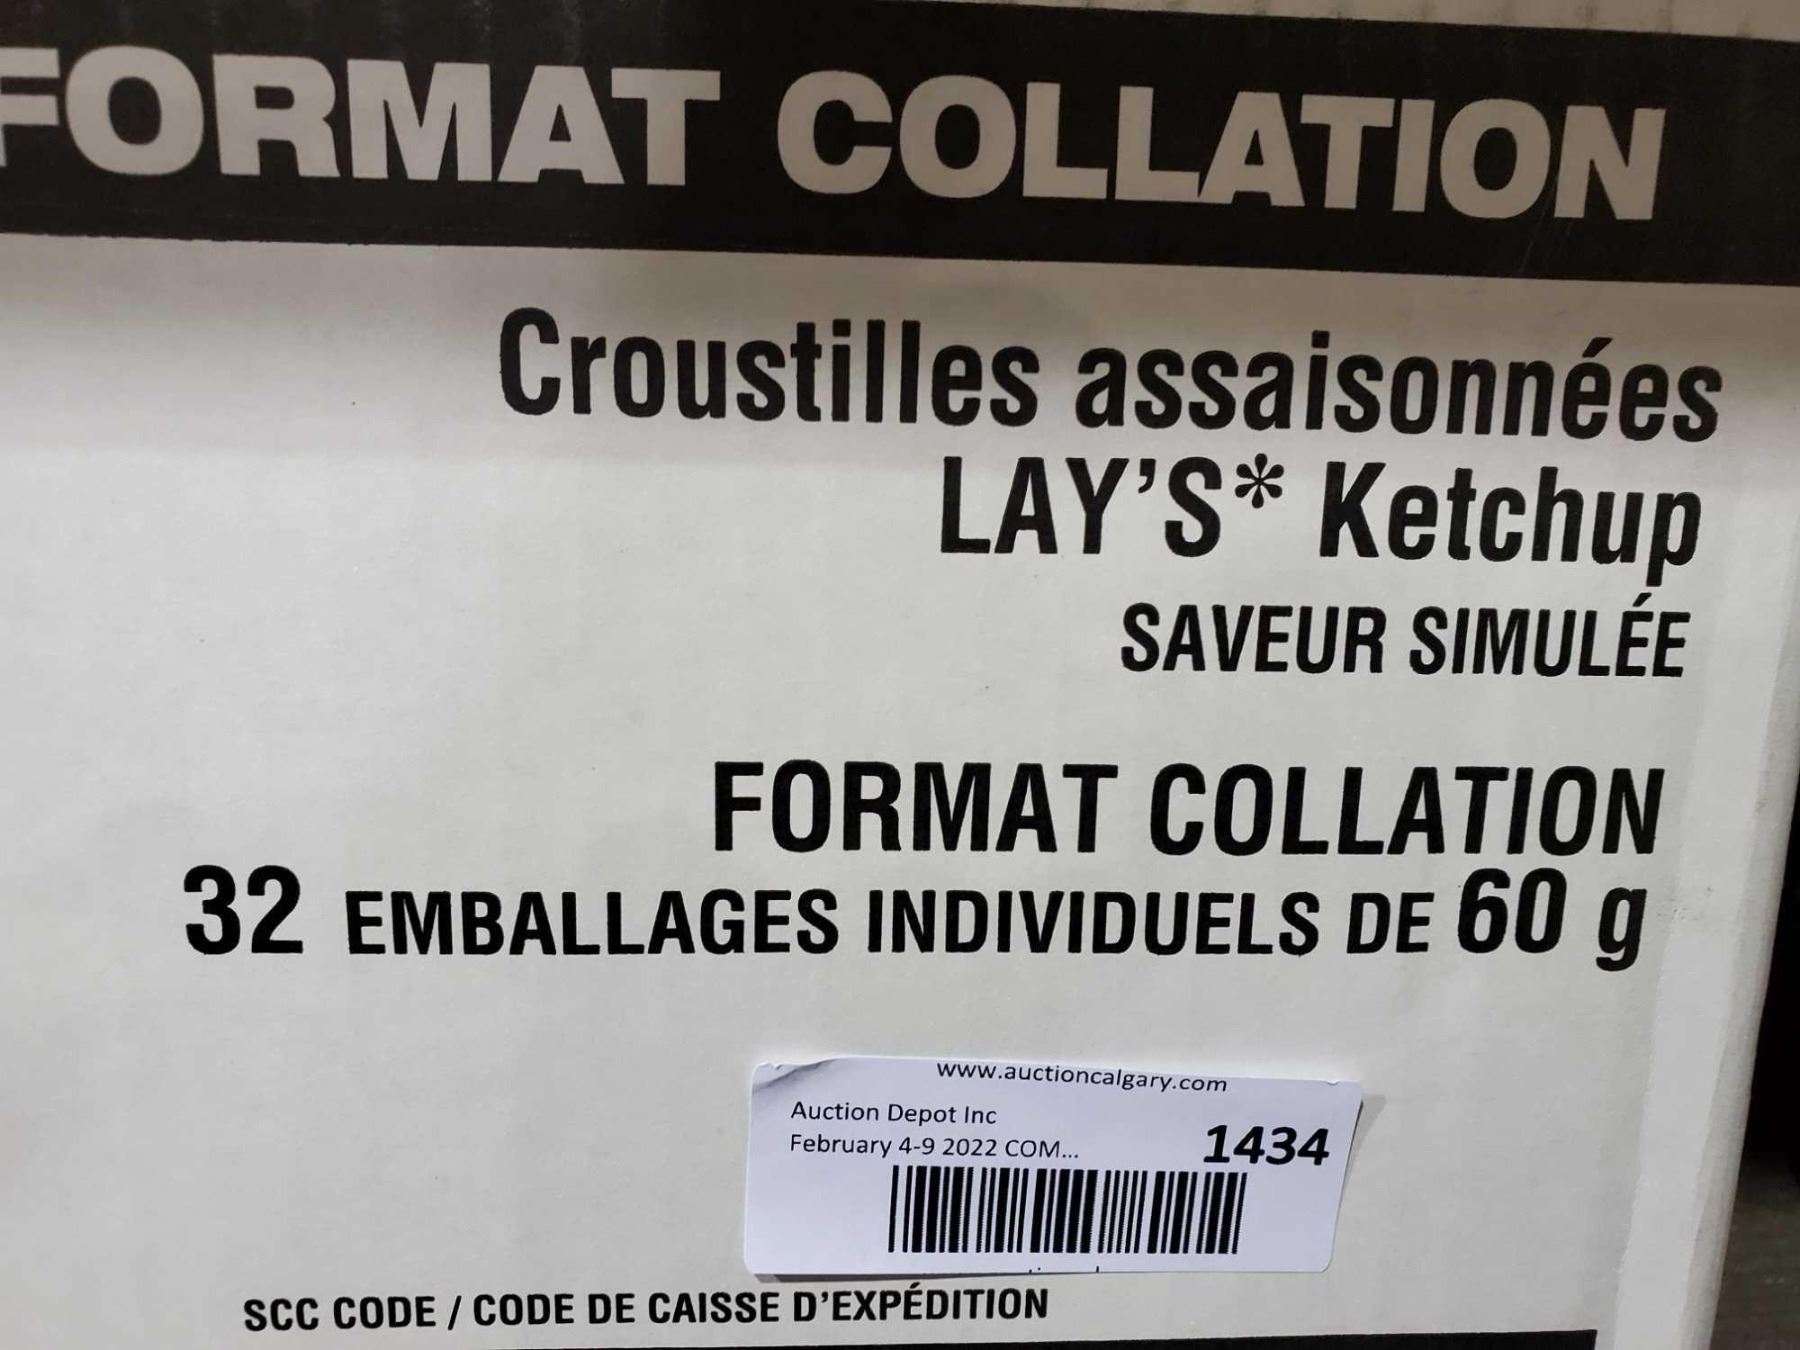 FORMAT COLLATION
Croustilles assaisonnées
LAY'S* Ketchup
SAVEUR SIMULÉE
FORMAT COLLATION
32 EMBALLAGES INDIVIDUELS DE 60 g
www.auctioncalgary.com
Auction Depot Inc
February 4-9 2022 COM...
1434
SCC CODE / CODE DE CAISSE D'EXPÉDITION